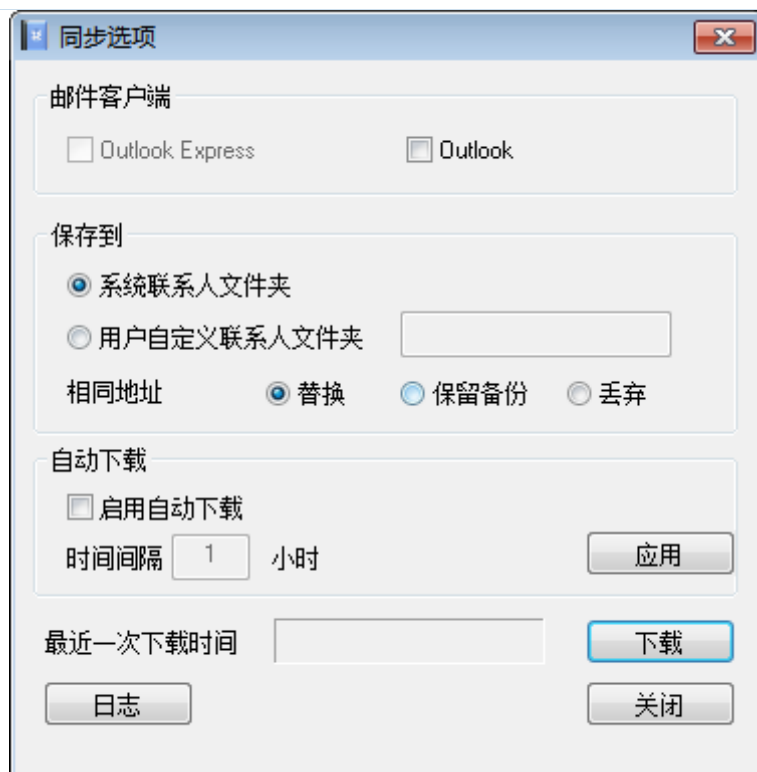 同步选项
邮件客户端
Outlook Express Outlook
保存到
系统联系人文件夹
用户自定义联系人文件夹
相同地址 替换 保留备份 丢弃
自动下载
启用自动下载
时间间隔 1 小时 应用
最近一次下载时间 下载
日志 关闭